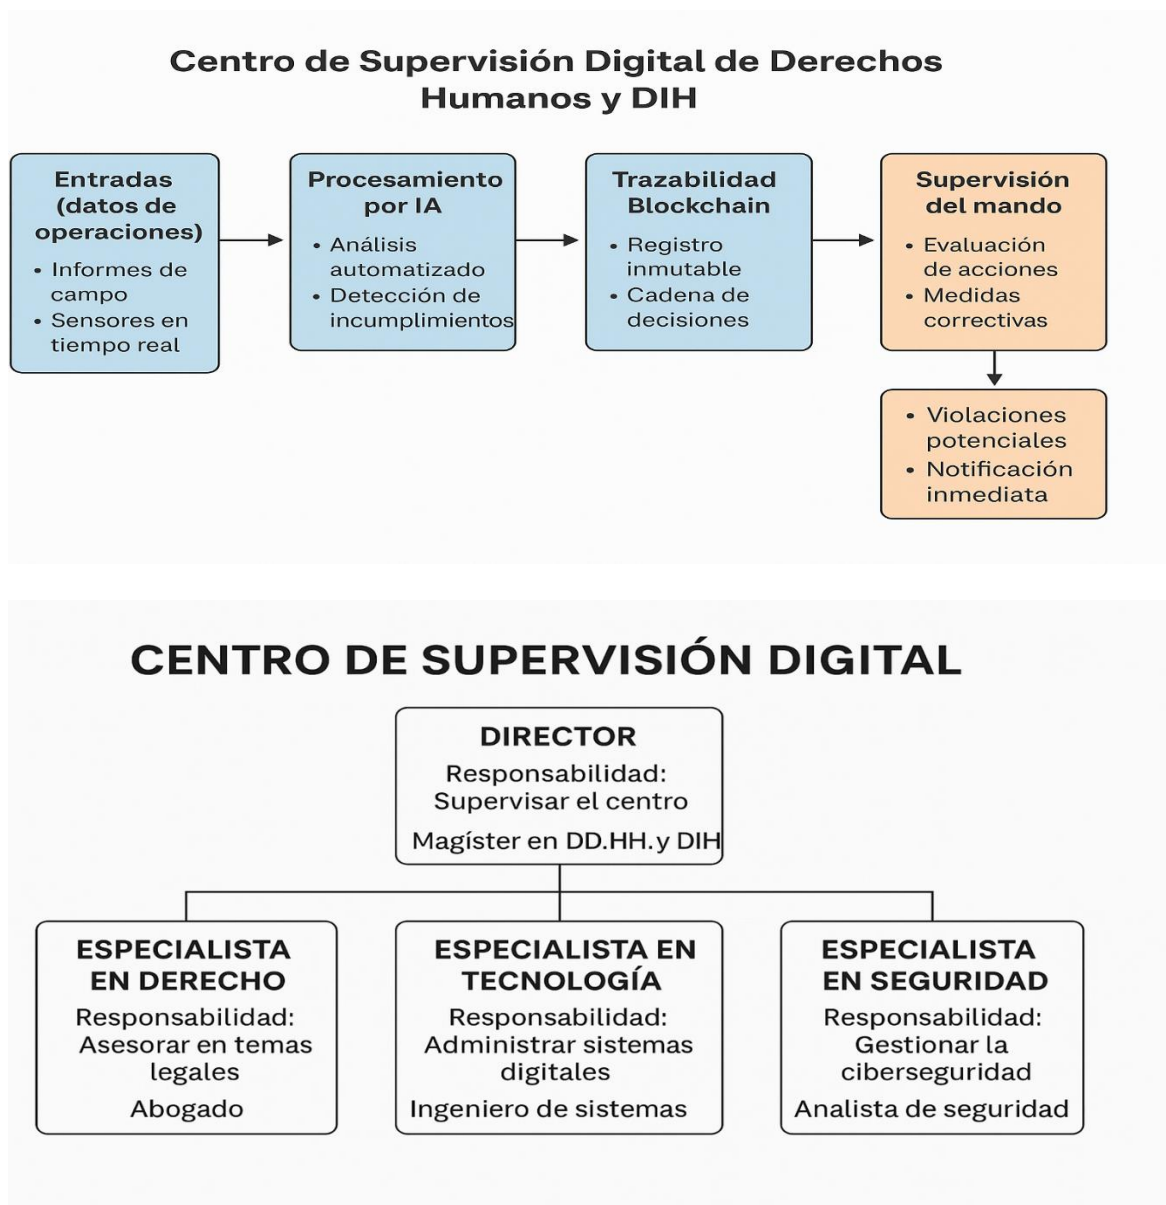 Centro de Supervisión Digital de Derechos
Humanos y DIH
Entradas
(datos de
operaciones)
• Informes de
campo
• Sensores en
tiempo real
Procesamiento
por IA
• Análisis
automatizado
• Detección de
incumplimientos
Trazabilidad
Blockchain
• Registro
inmutable
• Cadena de
decisiones
Supervisión
del mando
• Evaluación
de acciones
• Medidas
correctivas
• Violaciones
potenciales
• Notificación
inmediata
CENTRO DE SUPERVISIÓN DIGITAL
DIRECTOR
Responsabilidad:
Supervisar el centro
Magíster en DD.HH.y DIH
ESPECIALISTA
EN DERECHO
Responsabilidad:
Asesorar en temas
legales
Abogado
ESPECIALISTA EN
TECNOLOGÍA
Responsabilidad:
Administrar sistemas
digitales
Ingeniero de sistemas
ESPECIALISTA
EN SEGURIDAD
Responsabilidad:
Gestionar la
ciberseguridad
Analista de seguridad